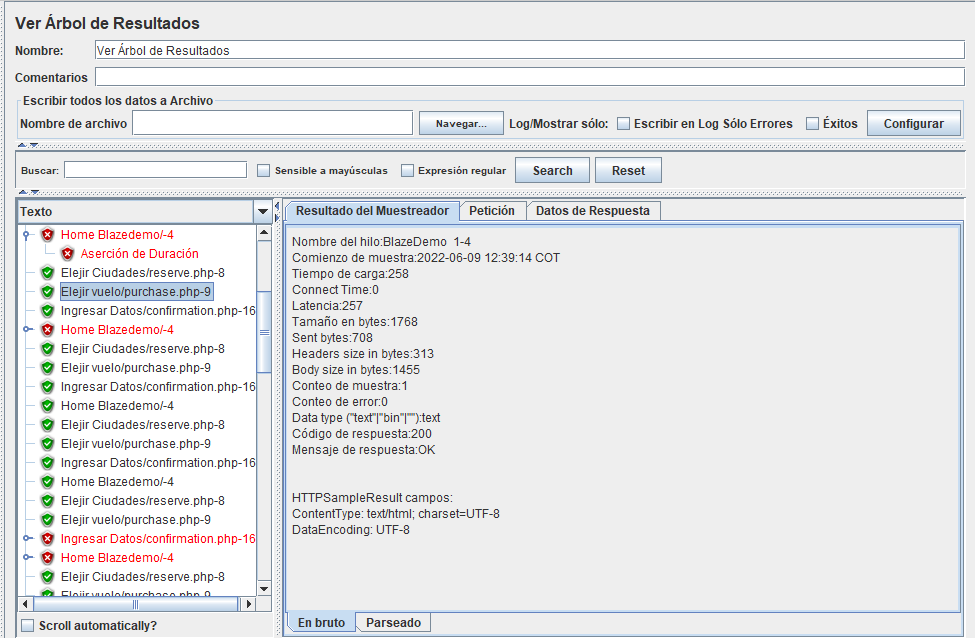 Ver Árbol de Resultados
Nombre: Ver Árbol de Resultados
Comentarios
Escribir todos los datos a Archivo
Nombre de archivo Navegar... Log/Mostrar sólo: Escribir en Log Sólo Errores Éxitos Configurar
Buscar: Sensible a mayúsculas Expresión regular Search Reset
Texto
Home Blazedemo/-4
Aserción de Duración
Elejir Ciudades/reserve.php-8
Elejir vuelo/purchase.php-9
Ingresar Datos/confirmation.php-16
Home Blazedemo/-4
Elejir Ciudades/reserve.php-8
Elejir vuelo/purchase.php-9
Ingresar Datos/confirmation.php-16
Home Blazedemo/-4
Elejir Ciudades/reserve.php-8
Elejir vuelo/purchase.php-9
Ingresar Datos/confirmation.php-16
Home Blazedemo/-4
Elejir Ciudades/reserve.php-8
Elejir vuelo/purchase.php-9
Ingresar Datos/confirmation.php-16
Home Blazedemo/-4
Elejir Ciudades/reserve.php-8
Elejir vuelo/purchase.php-9
Scroll automatically?
Resultado del Muestreador Petición Datos de Respuesta
Nombre del hilo:BlazeDemo 1-4
Comienzo de muestra:2022-06-09 12:39:14 COT
Tiempo de carga:258
Connect Time:0
Latencia:257
Tamaño en bytes:1768
Sent bytes:708
Headers size in bytes:313
Body size in bytes:1455
Conteo de muestra:1
Conteo de error:0
Data type ("text"|"bin"|""):text
Código de respuesta:200
Mensaje de respuesta:OK
HTTPSampleResult campos:
ContentType: text/html; charset=UTF-8
DataEncoding: UTF-8
En bruto Parseado